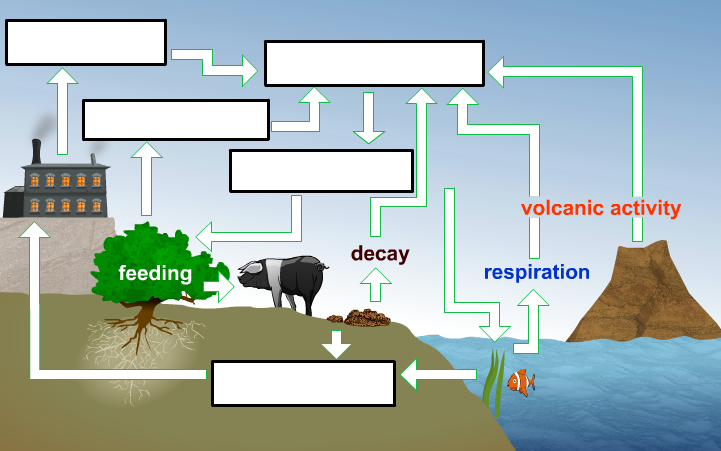 volcanic activity
decay
feeding
respiration